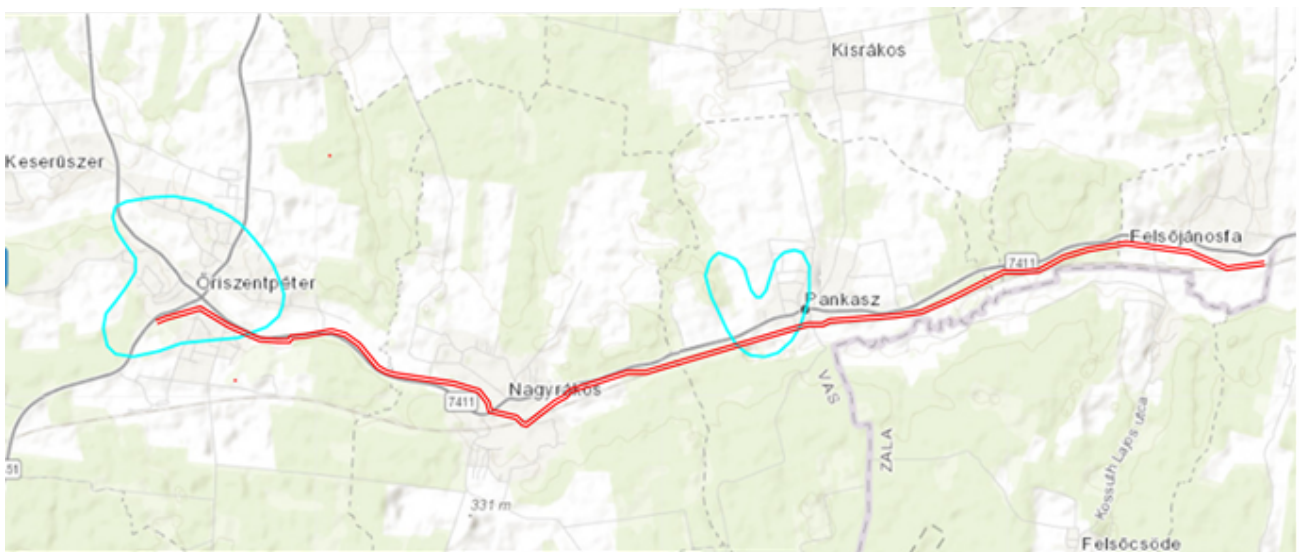 Kisrákos
Keserűszer
Felsőjánosfa
7411
Őriszentpéter
Pankasz
Nagyrákos
7411
VAS
ZALA
Kossuth Lajos utca
51
331 m
Felsőcsöde